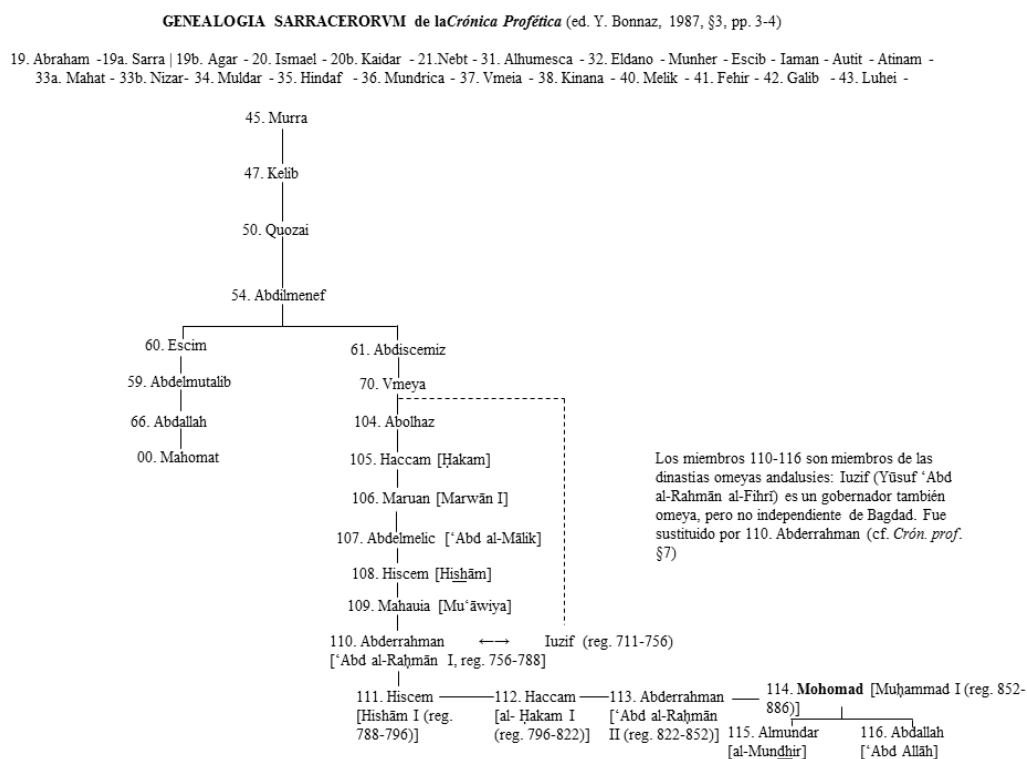 GENEALOGIA SARRACERORVM de laCrónica Profética (ed. Y. Bonnaz, 1987, §3, pp. 3-4)
19. Abraham -19a. Sarra | 19b. Agar - 20. Ismael - 20b. Kaidar - 21.Nebt - 31. Alhumesca - 32. Eldano - Munher - Escib - Iaman - Autit - Atinam -
33a. Mahat - 33b. Nizar- 34. Muldar - 35. Hindaf - 36. Mundrica - 37. Vmeia - 38. Kinana - 40. Melik - 41. Fehir - 42. Galib - 43. Luhei -
45. Murra
47. Kelib
50. Quozai
54. Abdilmenef
60. Escim
61. Abdiscemiz
59. Abdelmutalib
70. Vmeya
66. Abdallah
104. Abolhaz
00. Mahomat
105. Haccam [Ḥakam]
106. Maruan [Marwān I]
107. Abdelmelic [ʻAbd al-Mālik]
108. Hiscem [Hishām]
109. Mahauia [Muʻāwiya]
Los miembros 110-116 son miembros de las
dinastias omeyas andalusies: Iuzif (Yūsuf ʻAbd
al-Rahmān al-Fihrī) es un gobernador también
omeya, pero no independiente de Bagdad. Fue
sustituido por 110. Abderrahman (cf. Crón. prof.
§7)
110. Abderrahman ←→ Iuzif (reg. 711-756)
[ʻAbd al-Raḥmān I, reg. 756-788]
111. Hiscem
[Hishām I (reg.
788-796)]
112. Haccam
[al- Ḥakam I
(reg. 796-822)]
113. Abderrahman
[ʻAbd al-Raḥmān
II (reg. 822-852)]
114. Mohomad [Muḥammad I (reg. 852-
886)]
115. Almundar
[al-Mundhir]
116. Abdallah
[ʻAbd Allāh]